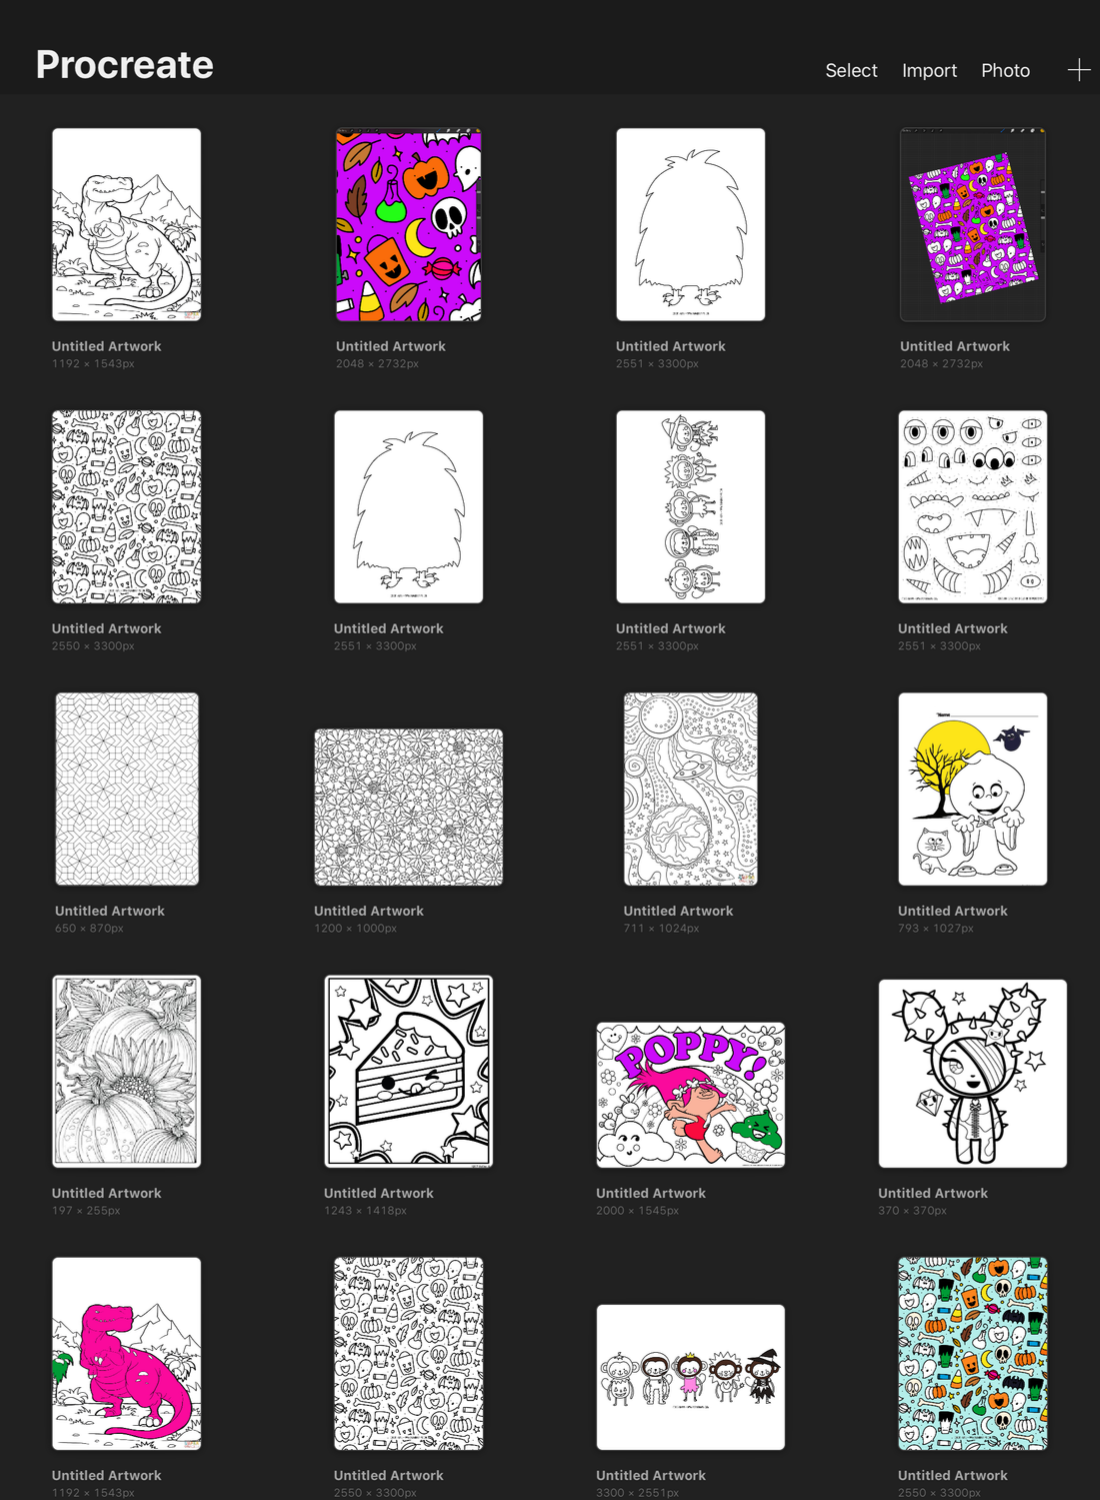 Procreate
Select Import Photo
Untitled Artwork Untitled Artwork Untitled Artwork Untitled Artwork
1192 × 1543px 2048 × 2732px 2551 × 3300px 2048 × 2732px
Untitled Artwork Untitled Artwork Untitled Artwork Untitled Artwork
2550 × 3300px 2551 × 3300px 2551 × 3300px 2551 × 3300px
Name
Untitled Artwork Untitled Artwork Untitled Artwork Untitled Artwork
650 × 870px 1200 × 1000px 711 × 1024px 793 × 1027px
POPPY!
Untitled Artwork Untitled Artwork Untitled Artwork Untitled Artwork
197 × 255px 1243 × 1418px 2000 × 1545px 370 × 370px
Untitled Artwork Untitled Artwork Untitled Artwork Untitled Artwork
1192 × 1543px 2550 × 3300px 3300 × 2551px 2550 × 3300px